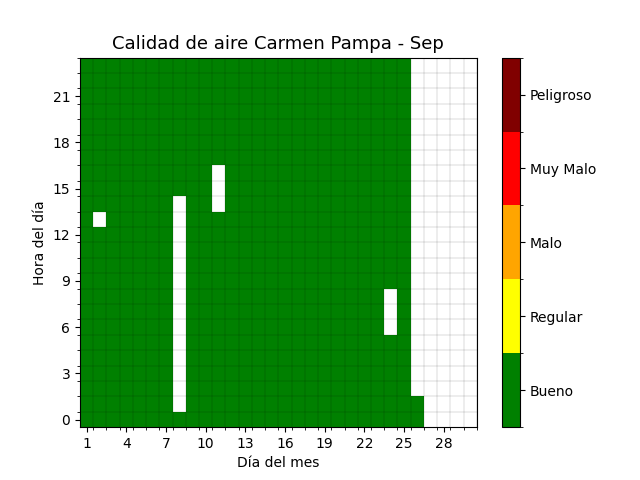 Calidad de aire Carmen Pampa - Sep
Hora del día
21
18
15
12
9
6
3
0
1 4 7 10 13 16 19 22 25 28
Día del mes
Peligroso
Muy Malo
Malo
Regular
Bueno